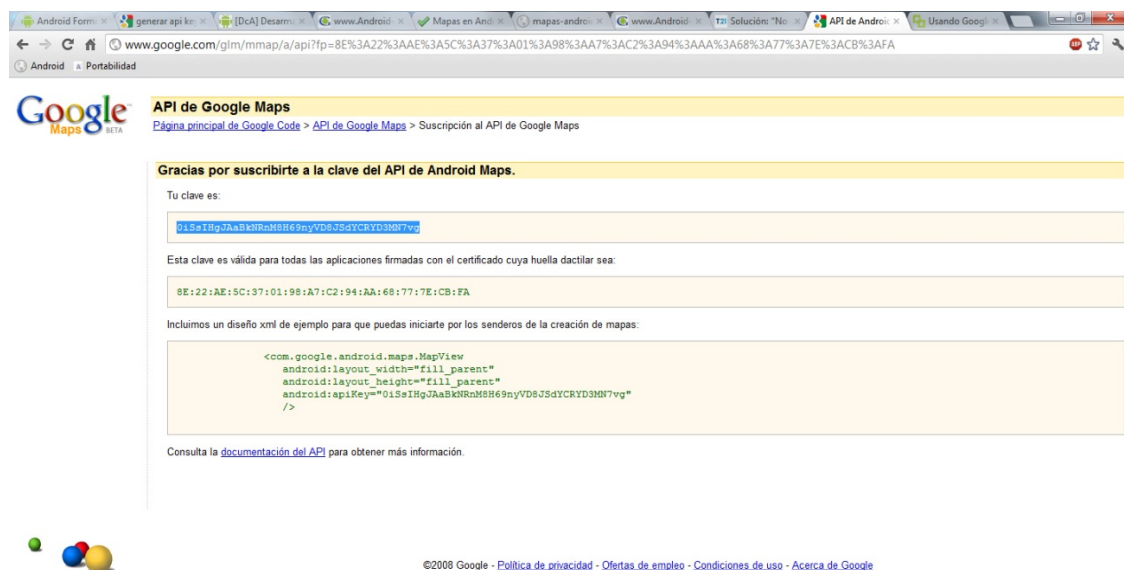 Android Form
generar api ke
[DcA] Desarru
www.Android-
Mapas en And
mapas-androi
www.Android-
Solución: "No
API de Androi
Usando Googl
www.google.com/glm/mmap/a/api?fp=8E%3A22%3AAE%3A5C%3A37%3A01%3A98%3AA7%3AC2%3A94%3AAA%3A68%3A77%3A7E%3ACB%3AFA
Android Portabilidad
Google
Maps BETA
API de Google Maps
Página principal de Google Code > API de Google Maps > Suscripción al API de Google Maps
Gracias por suscribirte a la clave del API de Android Maps.
Tu clave es:
0iSsIHgJAaBkNRnM8H69nyVD8JSdYCRYD3MN7vg
Esta clave es válida para todas las aplicaciones firmadas con el certificado cuya huella dactilar sea:
8E:22:AE:5C:37:01:98:A7:C2:94:AA:68:77:7E:CB:FA
Incluimos un diseño xml de ejemplo para que puedas iniciarte por los senderos de la creación de mapas:
<com.google.android.maps.MapView
android:layout_width="fill_parent"
android:layout_height="fill_parent"
android:apiKey="0iSsIHgJAaBkNRnM8H69nyVD8JSdYCRYD3MN7vg"
/>
Consulta la documentación del API para obtener más información.
©2008 Google - Política de privacidad - Ofertas de empleo - Condiciones de uso - Acerca de Google